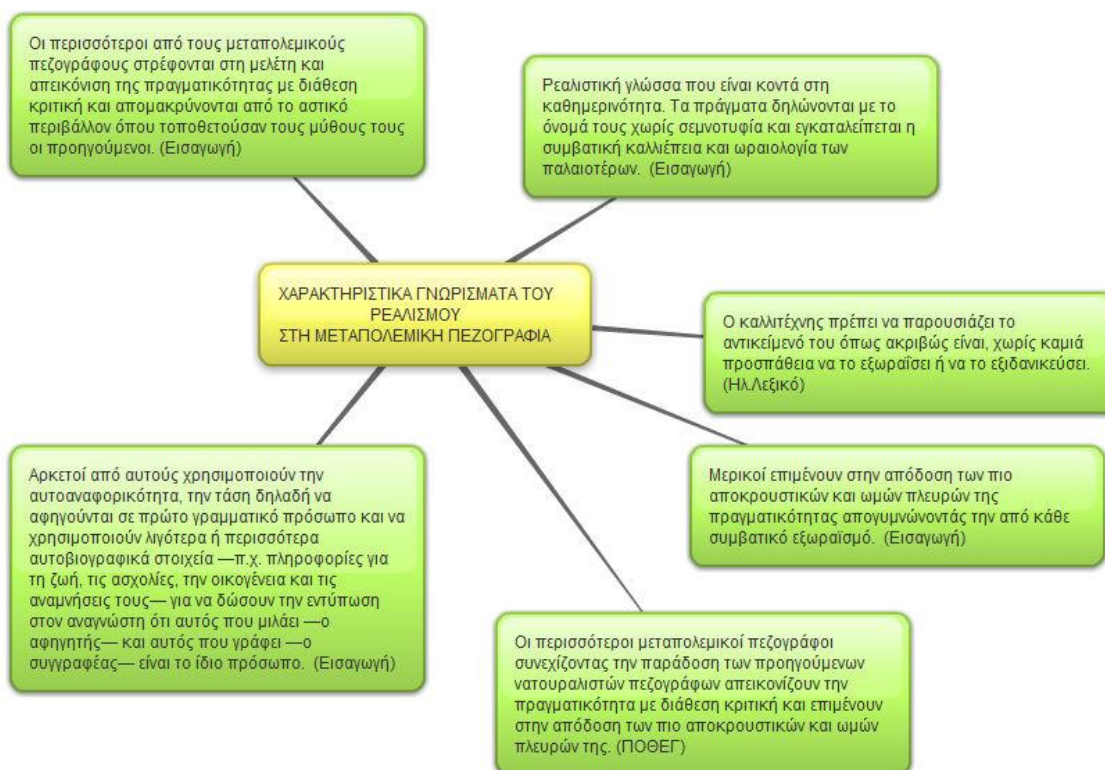 Οι περισσότεροι από τους μεταπολεμικούς
πεζογράφους στρέφονται στη μελέτη και
απεικόνιση της πραγματικότητας με διάθεση
κριτική και απομακρύνονται από το αστικό
περιβάλλον όπου τοποθετούσαν τους μύθους τους
οι προηγούμενοι. (Εισαγωγή)
Ρεαλιστική γλώσσα που είναι κοντά στη
καθημερινότητα. Τα πράγματα δηλώνονται με το
όνομά τους χωρίς σεμνοτυφία και εγκαταλείπεται η
συμβατική καλλιέπεια και ωραιολογία των
παλαιοτέρων. (Εισαγωγή)
ΧΑΡΑΚΤΗΡΙΣΤΙΚΑ ΓΝΩΡΙΣΜΑΤΑ ΤΟΥ
ΡΕΑΛΙΣΜΟΥ
ΣΤΗ ΜΕΤΑΠΟΛΕΜΙΚΗ ΠΕΖΟΓΡΑΦΙΑ
Ο καλλιτέχνης πρέπει να παρουσιάζει το
αντικείμενό του όπως ακριβώς είναι, χωρίς καμιά
προσπάθεια να το εξωραΐσει ή να το εξιδανικεύσει.
(Ηλ.Λεξικό)
Αρκετοί από αυτούς χρησιμοποιούν την
αυτοαναφορικότητα, την τάση δηλαδή να
αφηγούνται σε πρώτο γραμματικό πρόσωπο και να
χρησιμοποιούν λιγότερα ή περισσότερα
αυτοβιογραφικά στοιχεία —π.χ. πληροφορίες για
τη ζωή, τις ασχολίες, την οικογένεια και τις
αναμνήσεις τους— για να δώσουν την εντύπωση
στον αναγνώστη ότι αυτός που μιλάει —ο
αφηγητής— και αυτός που γράφει —ο
συγγραφέας— είναι το ίδιο πρόσωπο. (Εισαγωγή)
Μερικοί επιμένουν στην απόδοση των πιο
αποκρουστικών και ωμών πλευρών της
πραγματικότητας απογυμνώνοντάς την από κάθε
συμβατικό εξωραϊσμό. (Εισαγωγή)
Οι περισσότεροι μεταπολεμικοί πεζογράφοι
συνεχίζοντας την παράδοση των προηγούμενων
νατουραλιστών πεζογράφων απεικονίζουν την
πραγματικότητα με διάθεση κριτική και επιμένουν
στην απόδοση των πιο αποκρουστικών και ωμών
πλευρών της. (ΠΟΘΕΓ)